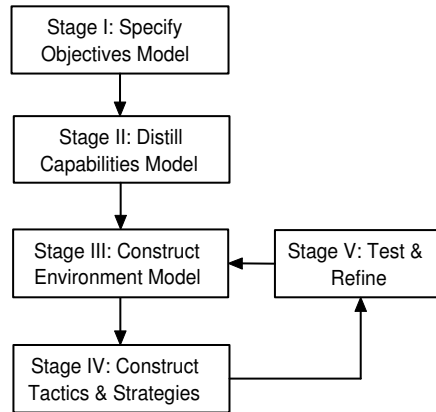 Stage I: Specify
Objectives Model
Stage II: Distill
Capabilities Model
Stage III: Construct
Environment Model
Stage V: Test &
Refine
Stage IV: Construct
Tactics & Strategies